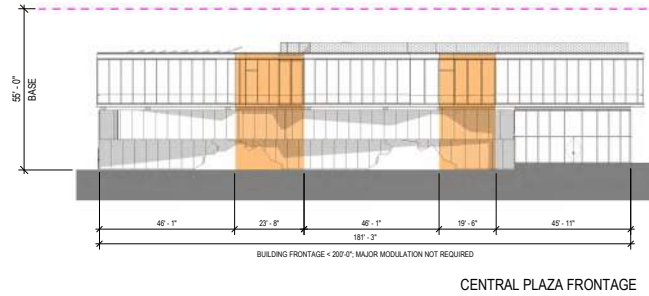 55' - 0"
BASE
46' - 1"
23' - 8"
46' - 1"
19' - 6"
45' - 11"
181' - 3"
BUILDING FRONTAGE < 200'-0"; MAJOR MODULATION NOT REQUIRED
CENTRAL PLAZA FRONTAGE